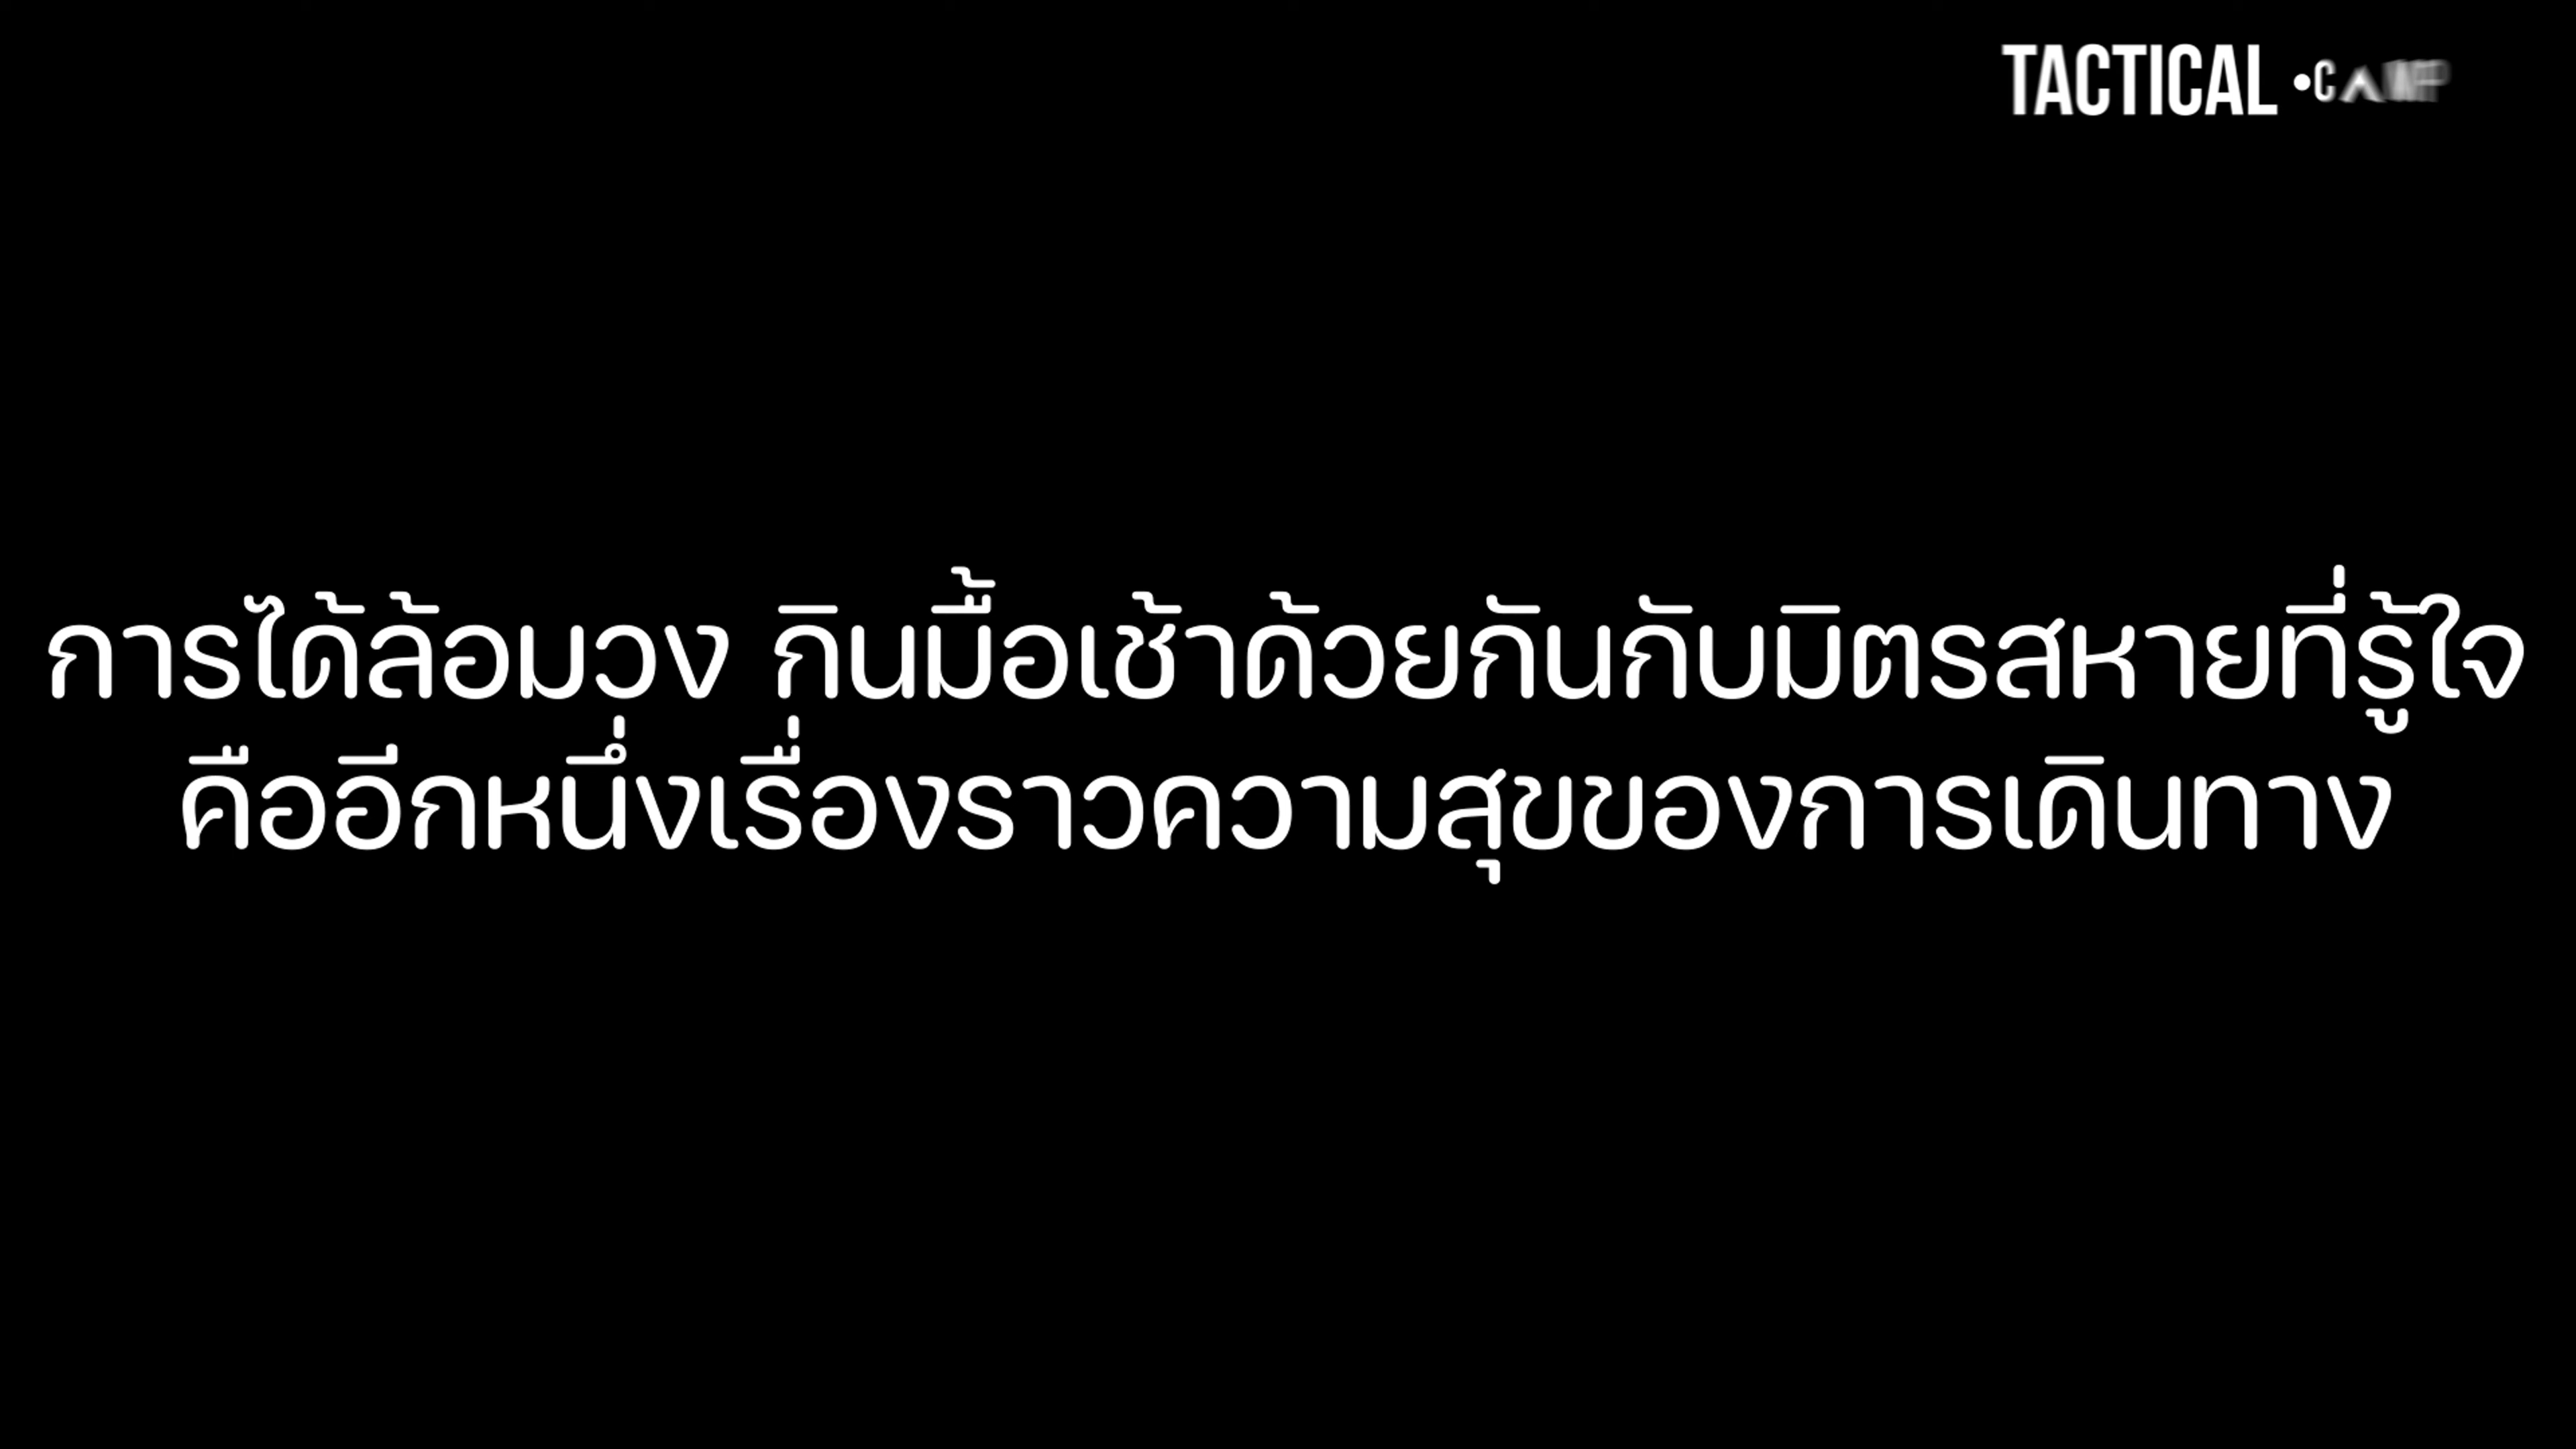 TACTICAL •CAMP
การได้ล้อมวง กินมื้อเช้าด้วยกันกับมิตรสหายที่รู้ใจ
คืออีกหนึ่งเรื่องราวความสุขของการเดินทาง